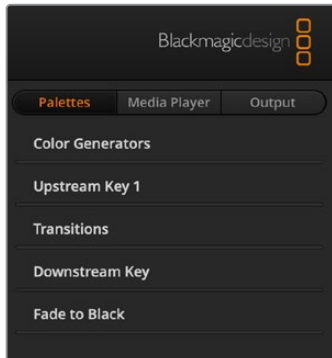 Blackmagicdesign
Palettes Media Player Output
Color Generators
Upstream Key 1
Transitions
Downstream Key
Fade to Black